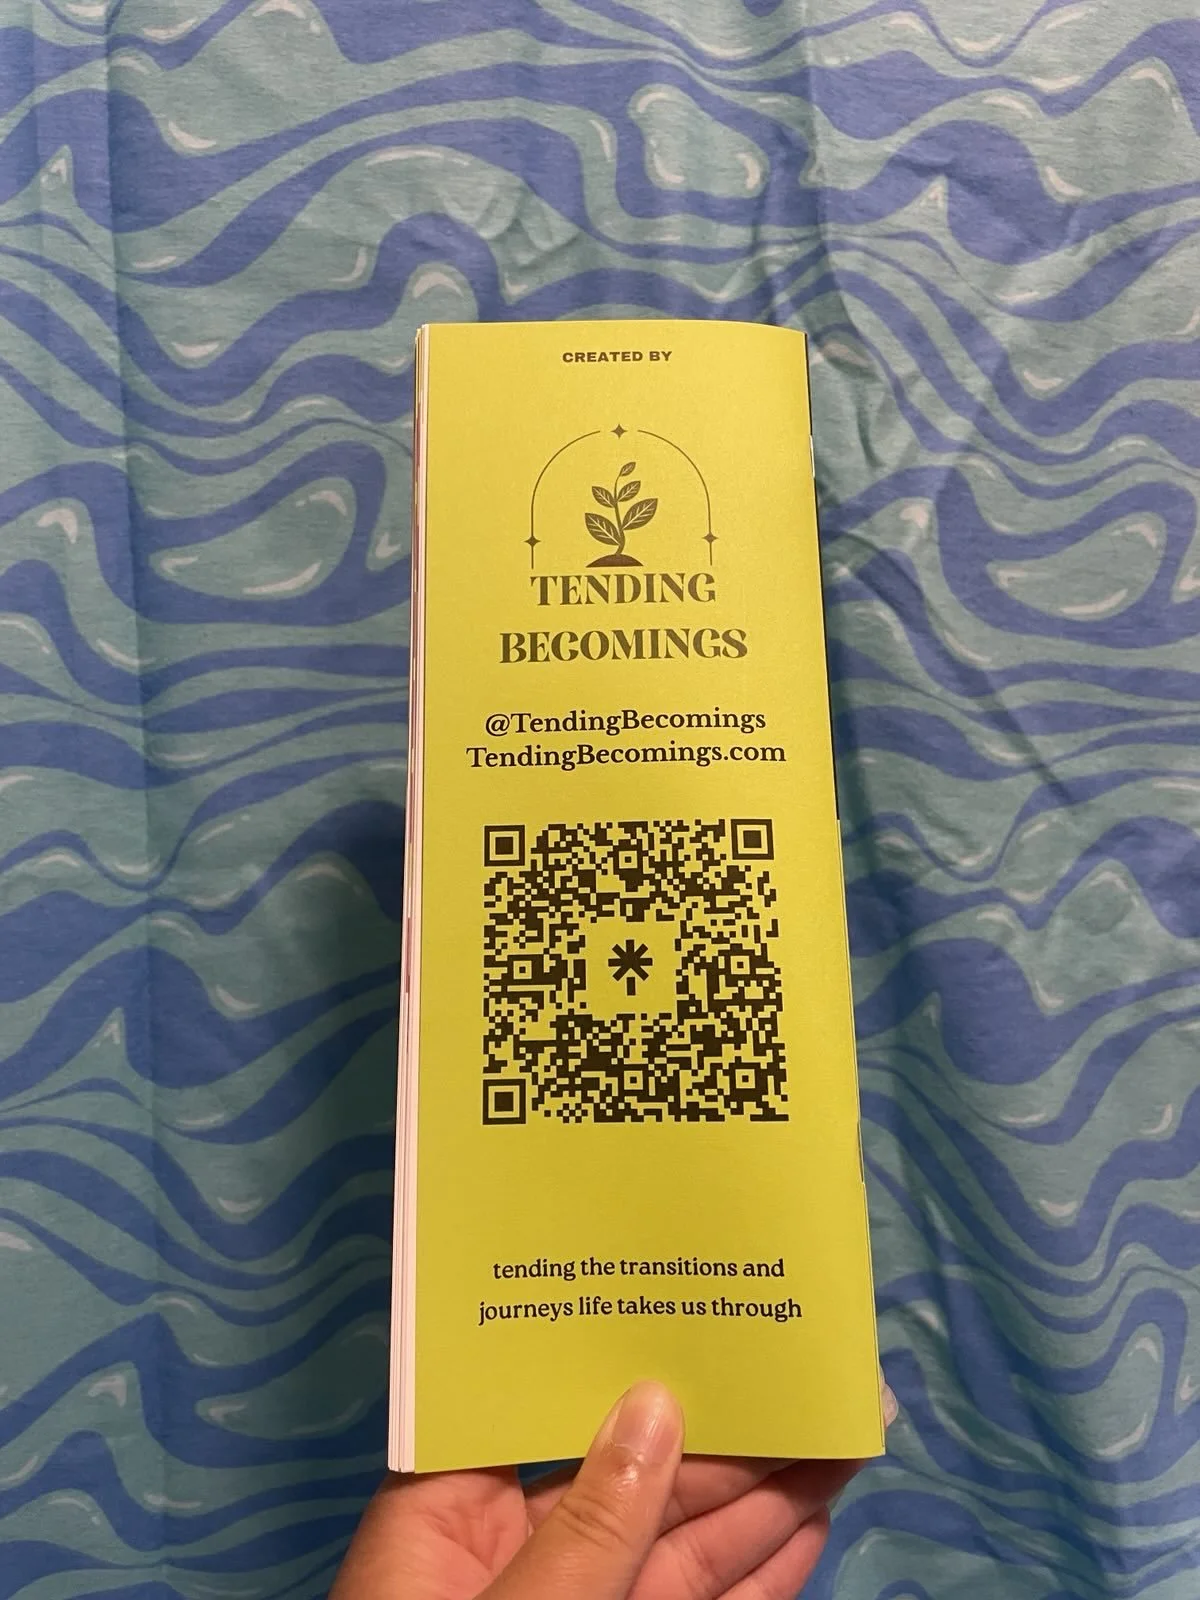 CREATED BY
TENDING
BECOMINGS
@TendingBecomings
TendingBecomings.com
tending the transitions and
journeys life takes us through